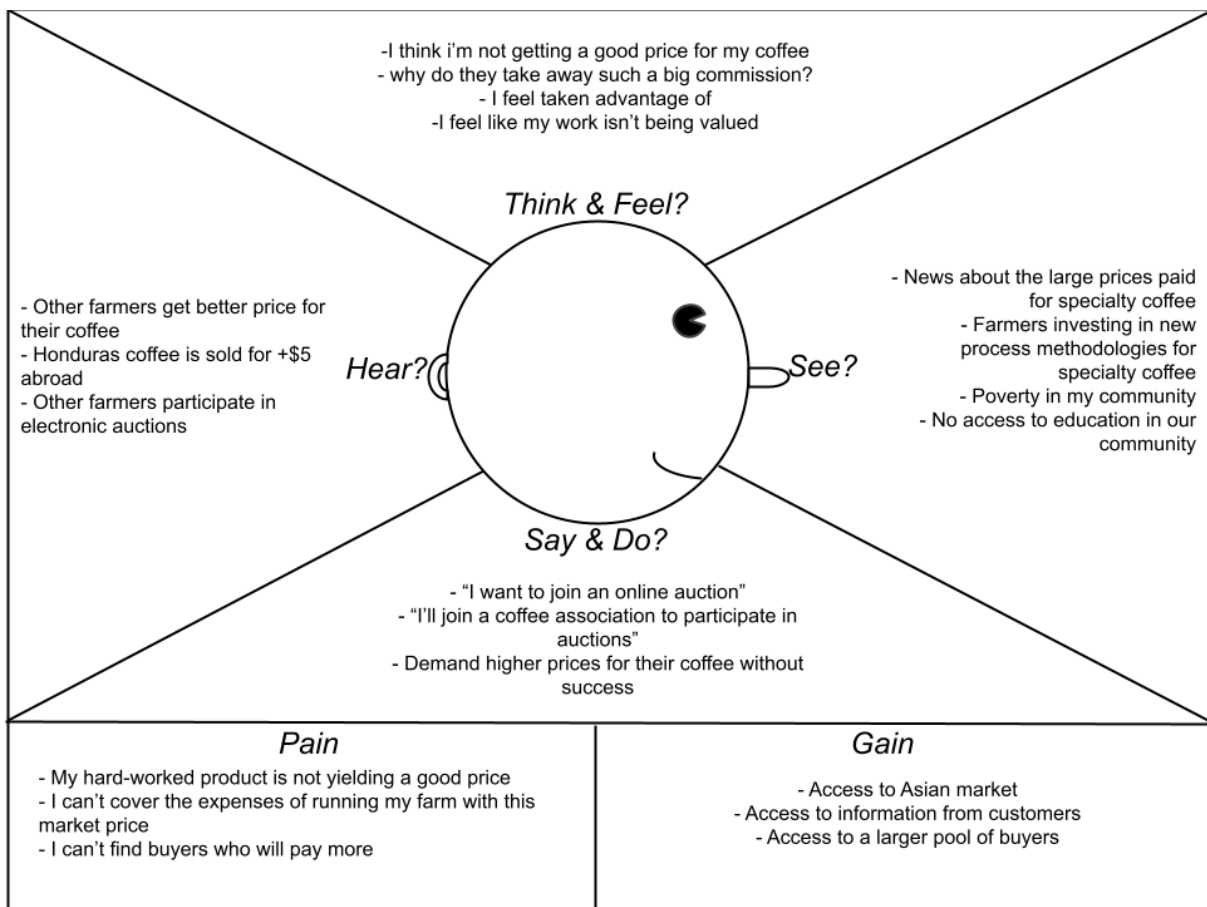 -I think i'm not getting a good price for my coffee
- why do they take away such a big commission?
- I feel taken advantage of
-I feel like my work isn't being valued
Think & Feel?
- Other farmers get better price for
their coffee
- Honduras coffee is sold for +$5
abroad
- Other farmers participate in
electronic auctions
Hear?
See?
- News about the large prices paid
for specialty coffee
- Farmers investing in new
process methodologies for
specialty coffee
- Poverty in my community
- No access to education in our
community
Say & Do?
- “I want to join an online auction”
- “I'll join a coffee association to participate in
auctions”
- Demand higher prices for their coffee without
success
Pain
- My hard-worked product is not yielding a good price
- I can't cover the expenses of running my farm with this
market price
- I can't find buyers who will pay more
Gain
- Access to Asian market
- Access to information from customers
- Access to a larger pool of buyers